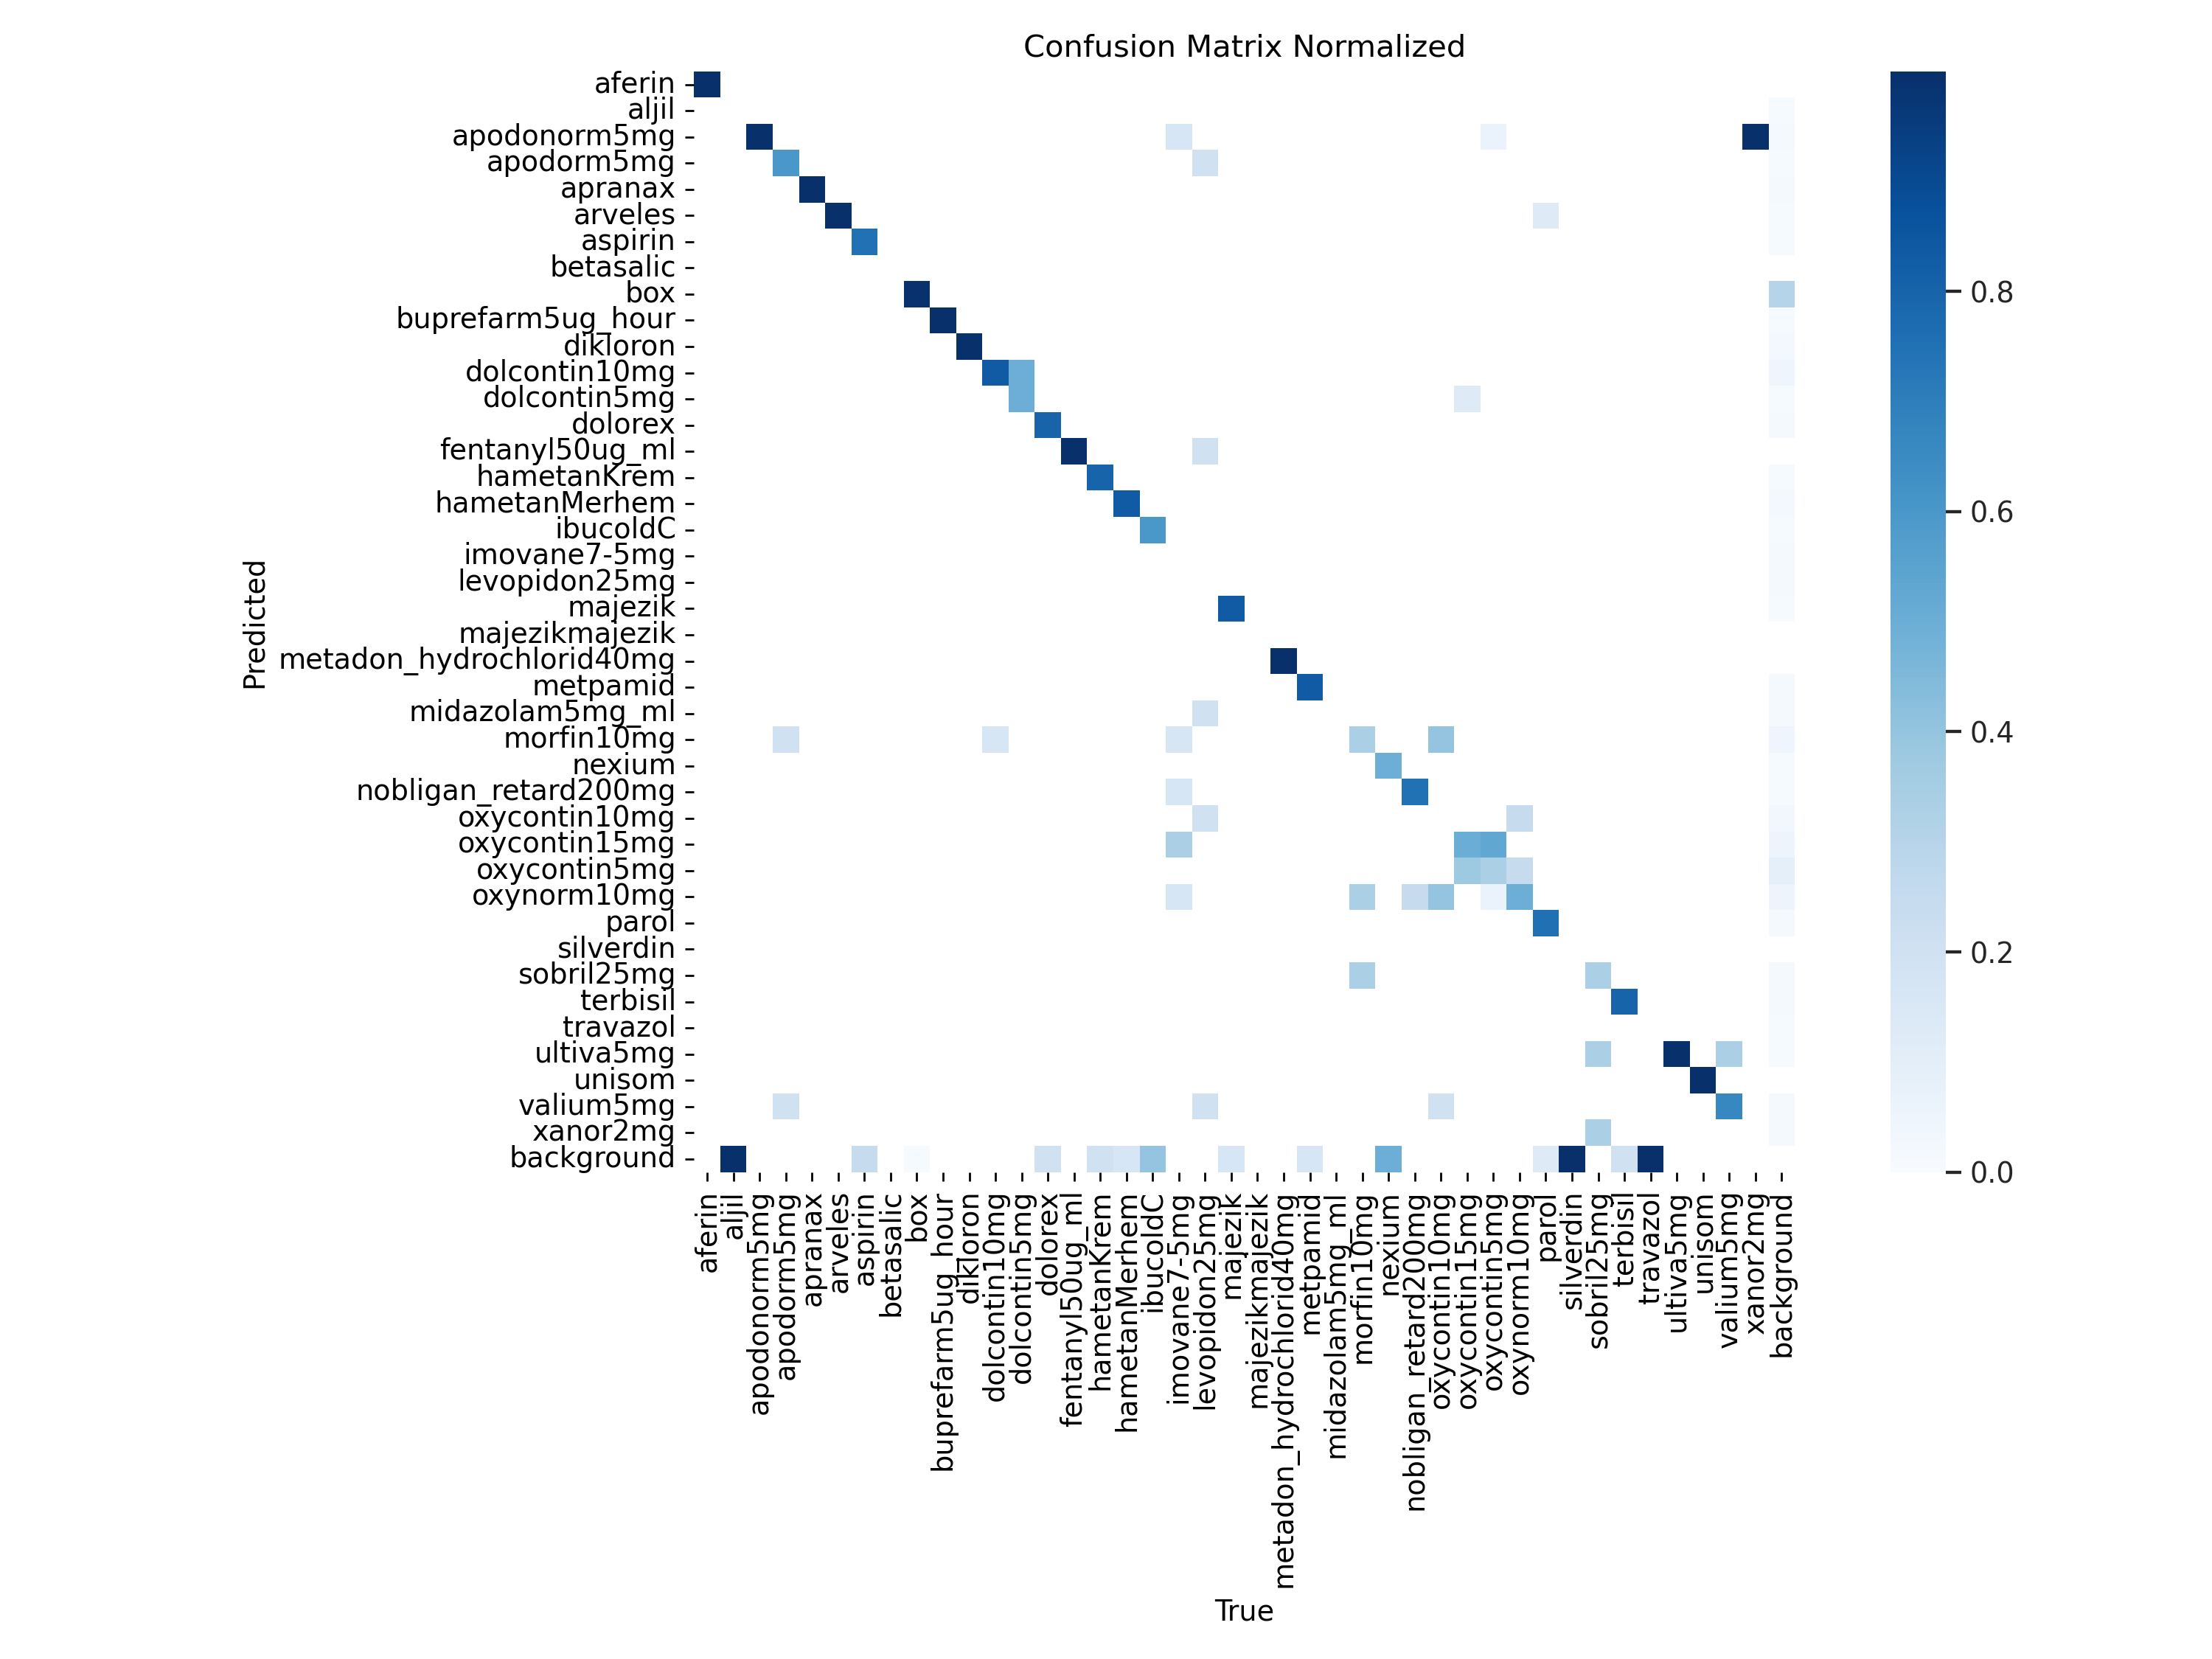 Confusion Matrix Normalized
aferin
aljil
apodonorm5mg
apodorm5mg
apranax
arveles
aspirin
betasalic
box
buprefarm5ug_hour
dikloron
dolcontin10mg
dolcontin5mg
dolorex
fentanyl50ug_ml
hametanKrem
hametanMerhem
ibucoldC
imovane7-5mg
levopidon25mg
majezik
majezikmajezik
metadon_hydrochlorid40mg
metpamid
midazolam5mg_ml
morfin10mg
nexium
nobligan_retard200mg
oxycontin10mg
oxycontin15mg
oxycontin5mg
oxynorm10mg
parol
silverdin
sobril25mg
terbisil
travazol
ultiva5mg
unisom
valium5mg
xanor2mg
background
Predicted
aferin
aljil
apodonorm5mg
apodorm5mg
apranax
arveles
aspirin
betasalic
box
buprefarm5ug_hour
dikloron
dolcontin10mg
dolcontin5mg
dolorex
fentanyl50ug_ml
hametanKrem
hametanMerhem
ibucoldC
imovane7-5mg
levopidon25mg
majezik
majezikmajezik
metadon_hydrochlorid40mg
metpamid
midazolam5mg_ml
morfin10mg
nexium
nobligan_retard200mg
oxycontin10mg
oxycontin15mg
oxycontin5mg
oxynorm10mg
parol
silverdin
sobril25mg
terbisil
travazol
ultiva5mg
unisom
valium5mg
xanor2mg
background
True
0.8
0.6
0.4
0.2
0.0